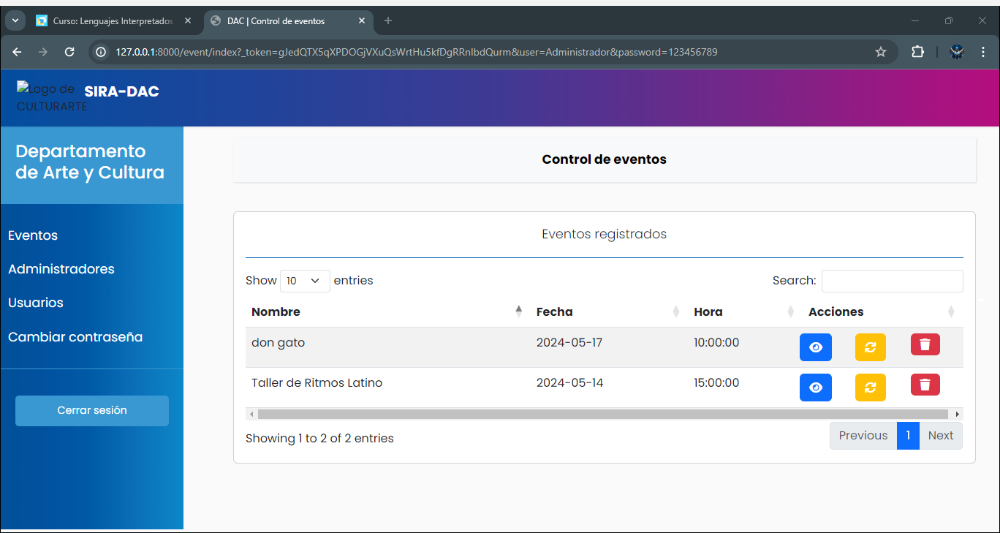 Curso: Lenguajes Interpretados
DAC | Control de eventos
127.0.0.1:8000/event/index?_token=gJedQTX5qXPDOGjVXuQsWrtHu5kfDgRRnIbdQurm&user=Administrador&password=123456789
Logo de
CULTURARTE
SIRA-DAC
Departamento
de Arte y Cultura
Eventos
Administradores
Usuarios
Cambiar contraseña
Cerrar sesión
Control de eventos
Eventos registrados
Show 10 entries
Search:
Nombre Fecha Hora Acciones
don gato 2024-05-17 10:00:00
Taller de Ritmos Latino 2024-05-14 15:00:00
Showing 1 to 2 of 2 entries
Previous 1 Next